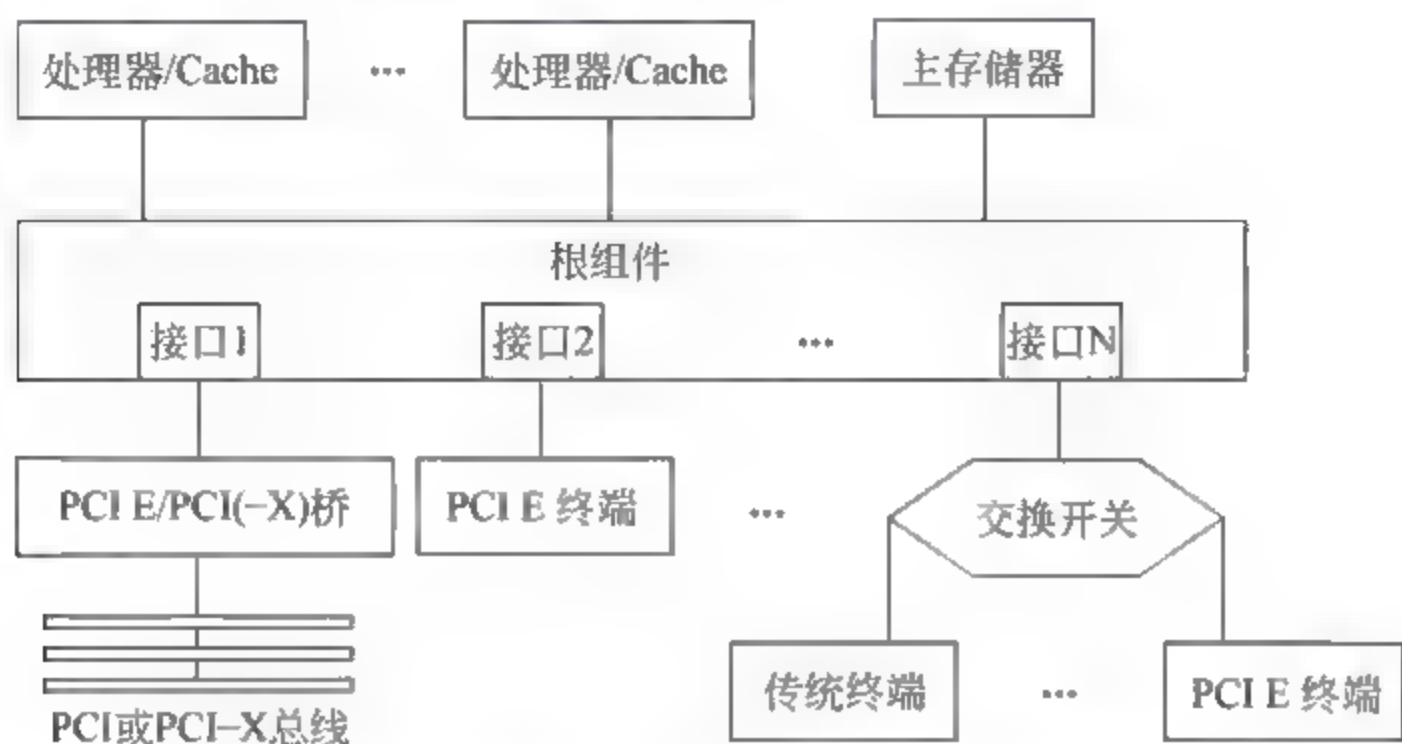 处理器/Cache ... 处理器/Cache 主存储器
根组件
接口1 接口2 ... 接口N
PCI E/PCI(-X)桥 PCI E 终端 ... 交换开关
传统终端 ... PCI E 终端
PCI或PCI-X总线